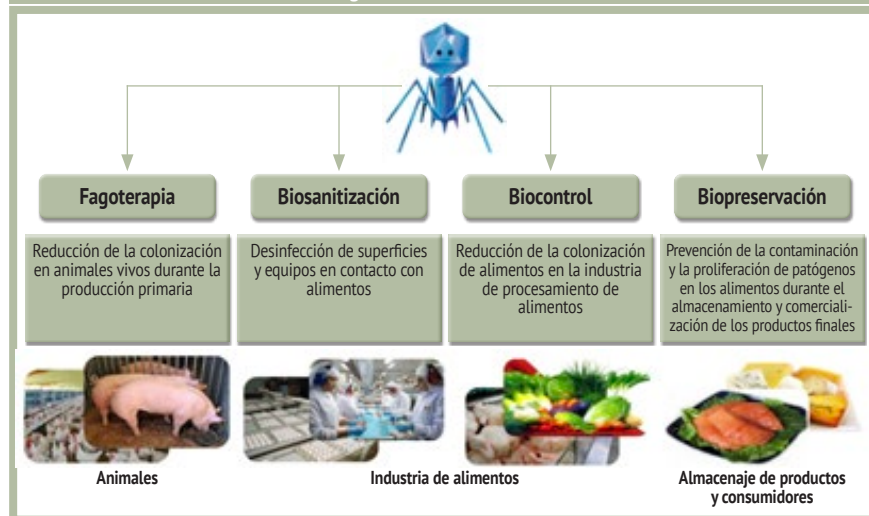 Fagoterapia
Biosanitización
Biocontrol
Biopreservación
Reducción de la colonización
en animales vivos durante la
producción primaria
Desinfección de superficies
y equipos en contacto con
alimentos
Reducción de la colonización
de alimentos en la industria
de procesamiento de
alimentos
Prevención de la contaminación
y la proliferación de patógenos
en los alimentos durante el
almacenamiento y comerciali-
zación de los productos finales
Animales
Industria de alimentos
Almacenaje de productos
y consumidores